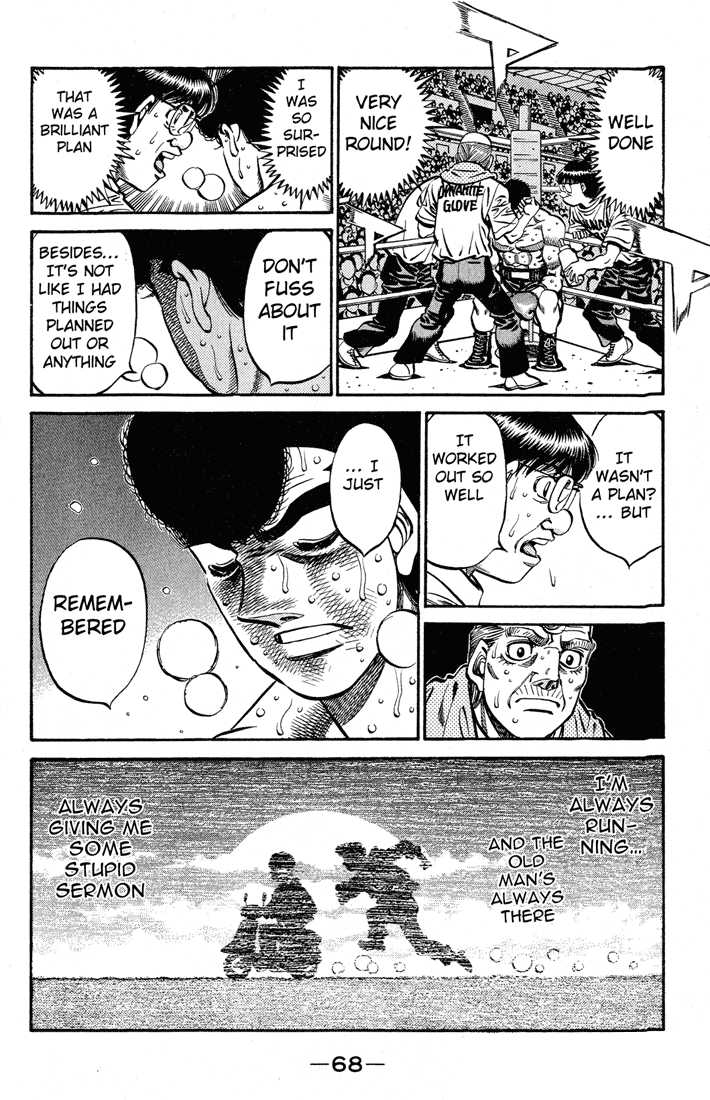 WELL
DONE
VERY
NICE
ROUND!
DYNAMITE
GLOVE
I
WAS
SO
SUR-
PRISED
THAT
WAS A
BRILLIANT
PLAN
DON'T
FUSS
ABOUT
IT
BESIDES...
IT'S NOT
LIKE I HAD
THINGS
PLANNED
OUT OR
ANYTHING
IT
WASN'T
A PLAN?
... BUT
IT
WORKED
OUT SO
WELL
... I
JUST
REMEM-
BERED
I'M
ALWAYS
RUN-
NING...
AND THE
OLD
MAN'S
ALWAYS
THERE
ALWAYS
GIVING ME
SOME
STUPID
SERMON
—68—